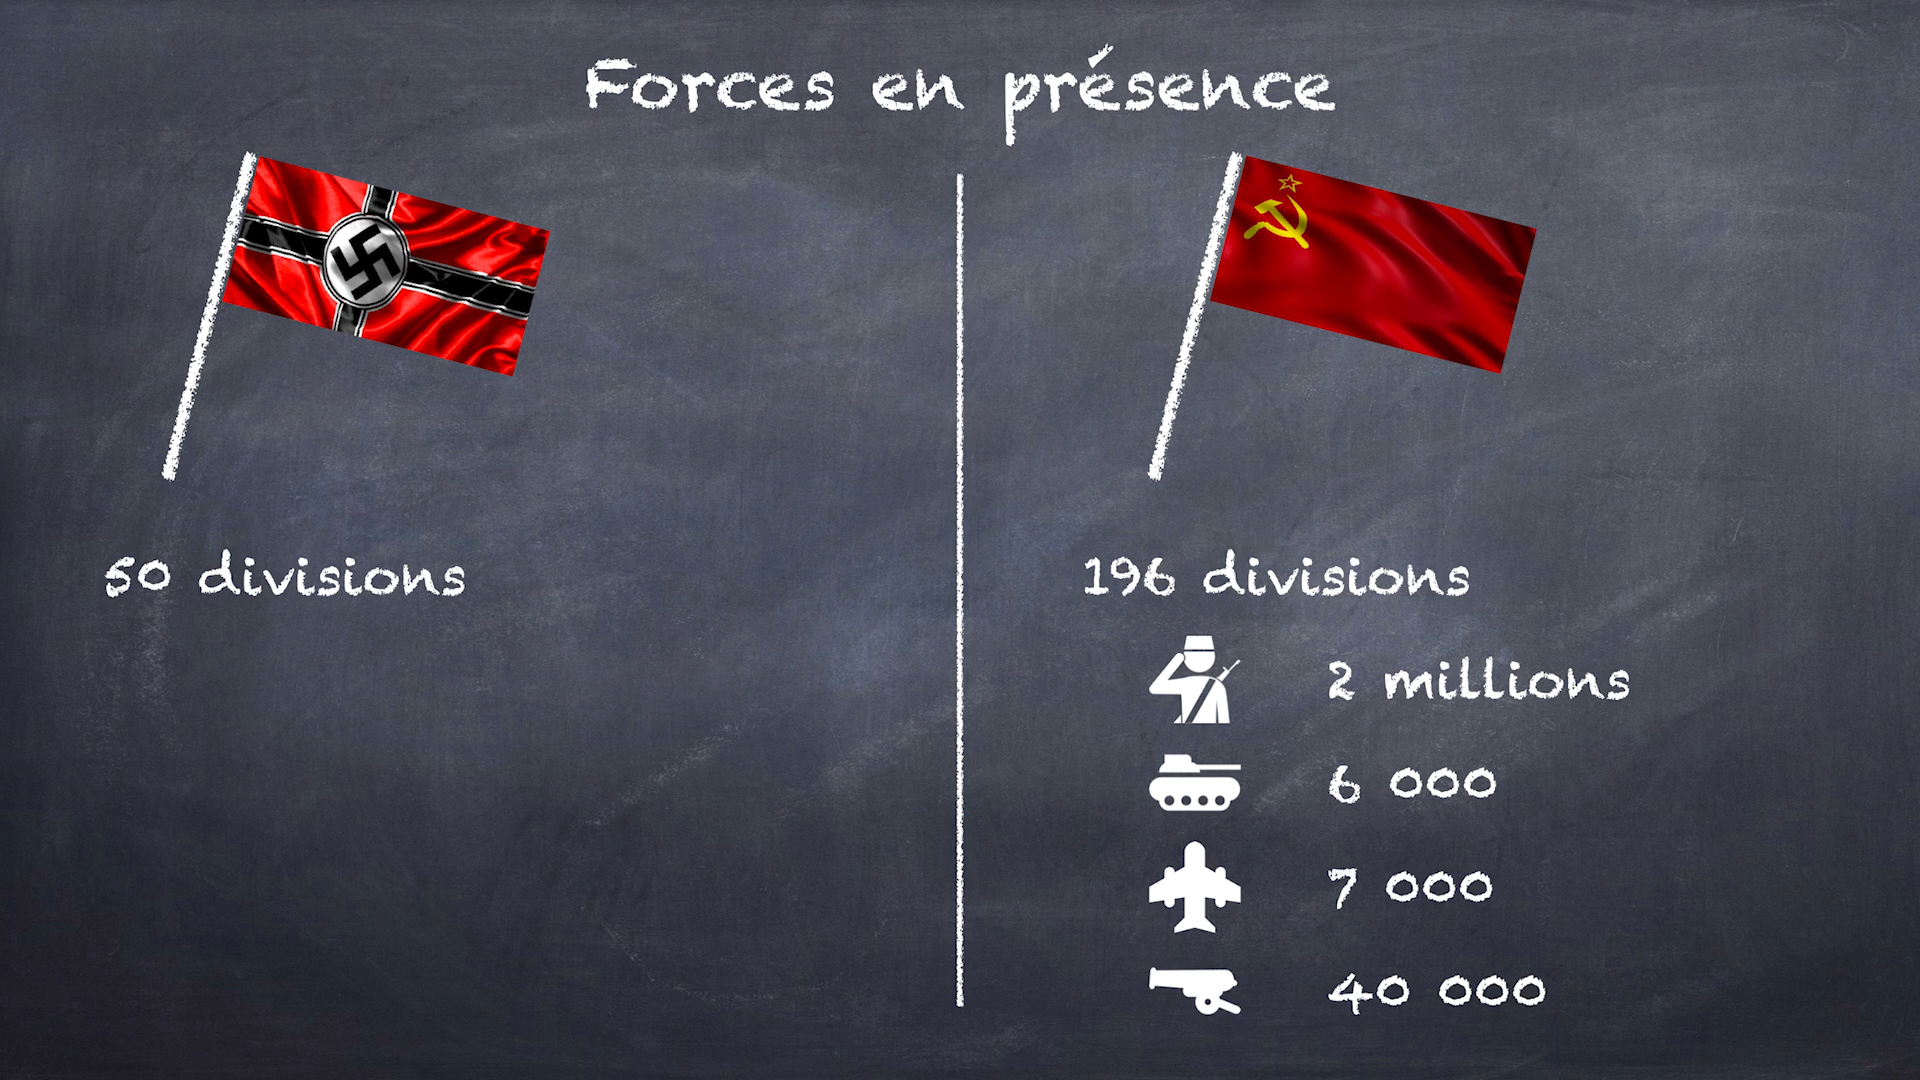 Forces en présence
50 divisions
196 divisions
2 millions
6 000
7 000
40 000